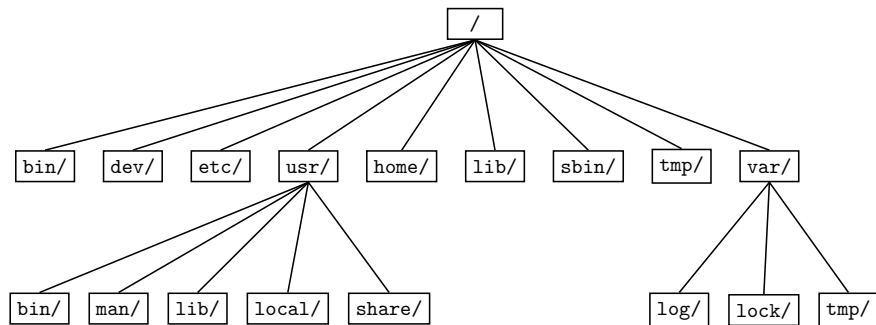 /
bin/ dev/ etc/ usr/ home/ lib/ sbin/ tmp/ var/
bin/ man/ lib/ local/ share/ log/ lock/ tmp/